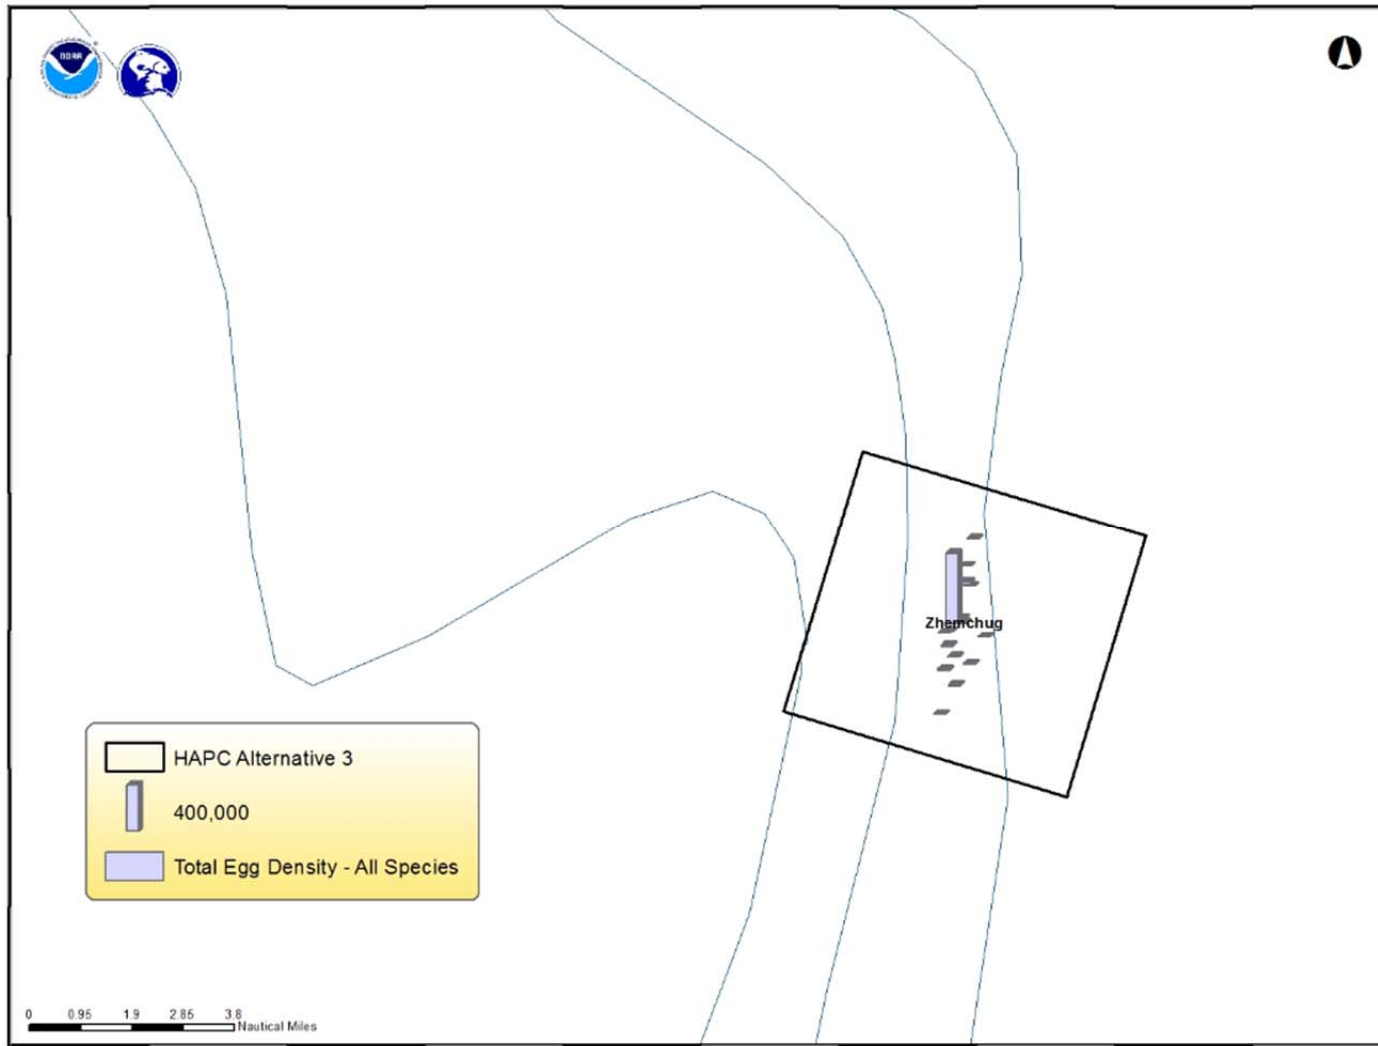 NOAA
Zhemchug
HAPC Alternative 3
400,000
Total Egg Density - All Species
0 0.95 1.9 2.85 3.8
Nautical Miles